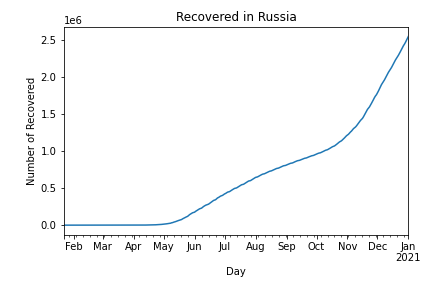 Recovered in Russia
1e6
2.5
2.0
1.5
1.0
0.5
0.0
Number of Recovered
Feb Mar Apr May Jun Jul Aug Sep Oct Nov Dec Jan
2021
Day